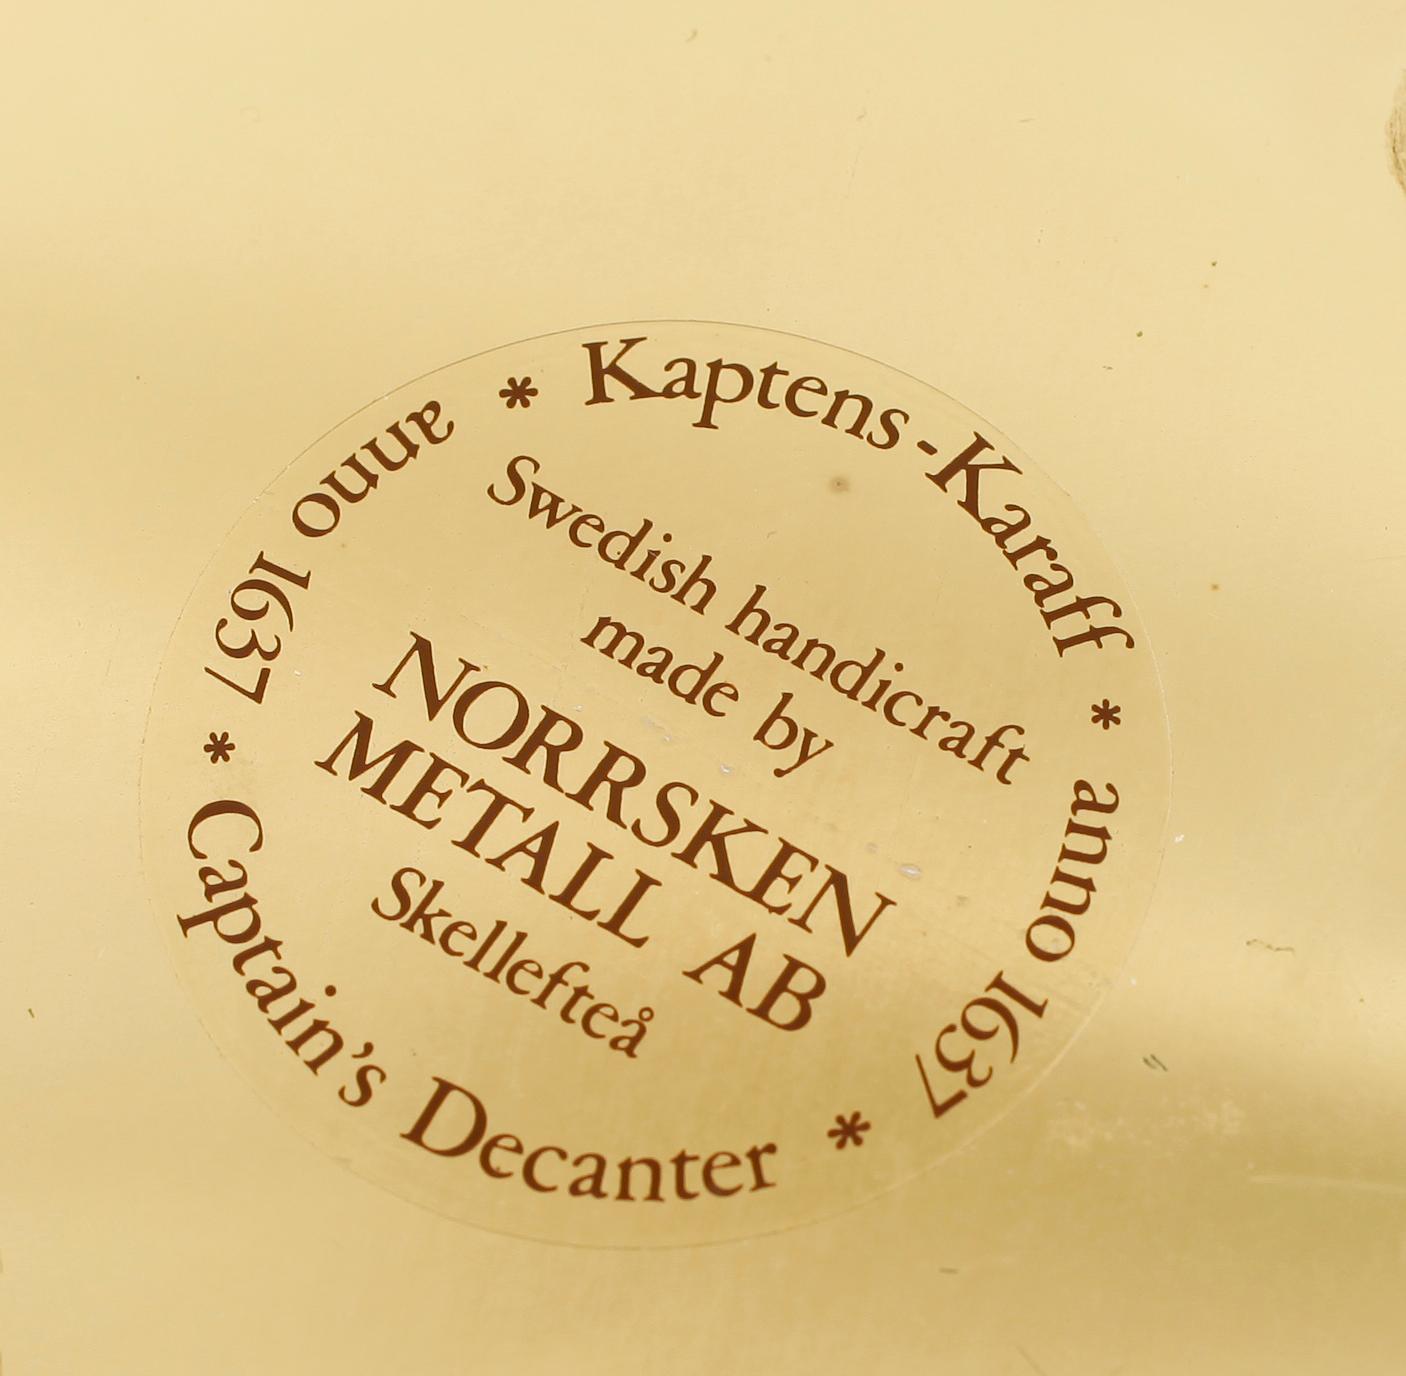 * Kaptens-Karaff * anno 1637
* Captain's Decanter * anno 1637
Swedish handicraft
made by
NORRSKEN
METALL AB
Skellefteå